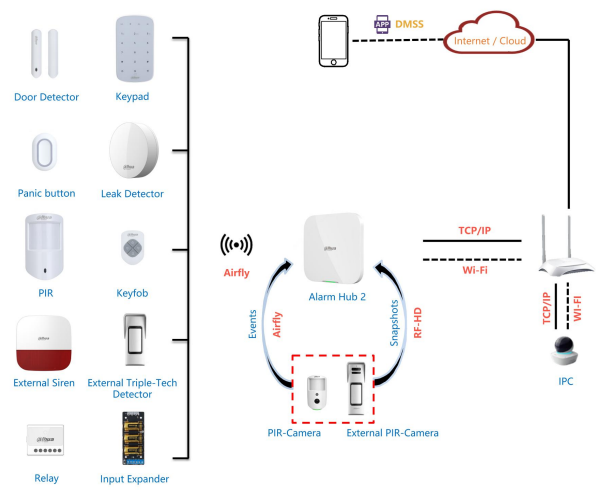 APP DMSS
Internet / Cloud
Door Detector
Keypad
Panic button
Leak Detector
PIR
Keyfob
External Siren
External Triple-Tech
Detector
Relay
Input Expander
Airfly
alhua
Alarm Hub 2
TCP/IP
Wi-Fi
Events
Airfly
Snapshots
RF-HD
PIR-Camera
External PIR-Camera
TCP/IP
WI-FI
IPC